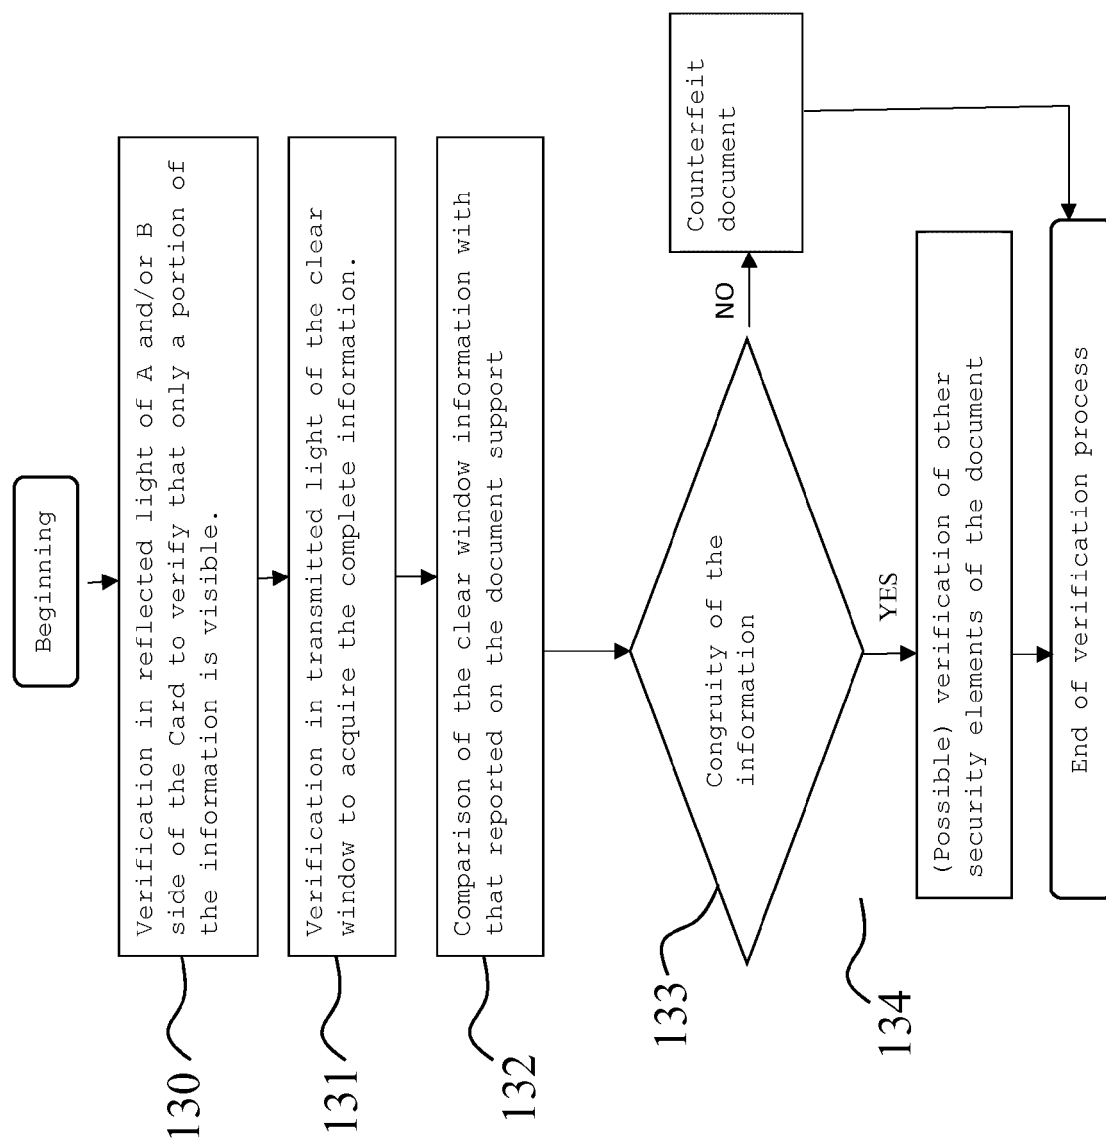 Beginning
Verification in reflected light of A and/or B
side of the Card to verify that only a portion of
the information is visible.
130
Verification in transmitted light of the clear
window to acquire the complete information.
131
Comparison of the clear window information with
that reported on the document support
132
Congruity of the
information
133
NO
Counterfeit
document
YES
134
(Possible) verification of other
security elements of the document
End of verification process